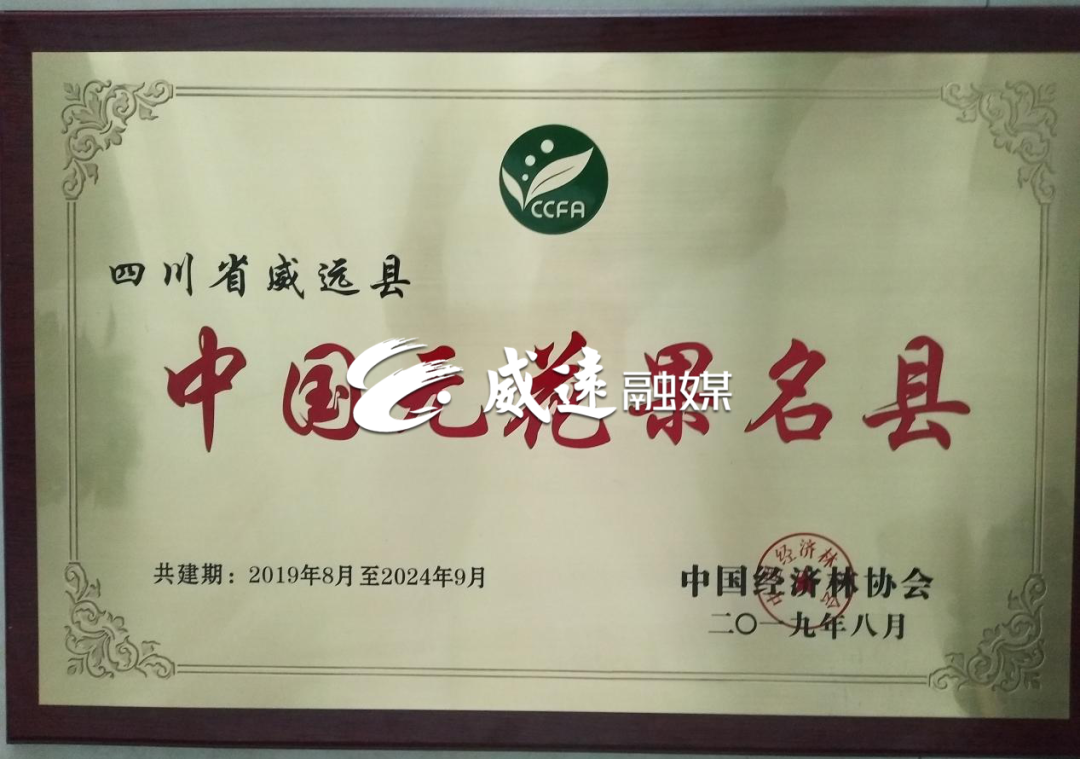 CCFA
四川省威远县
中国无花果名县
威远融媒
共建期：2019年8月至2024年9月
中国经济林协会
二〇一九年八月